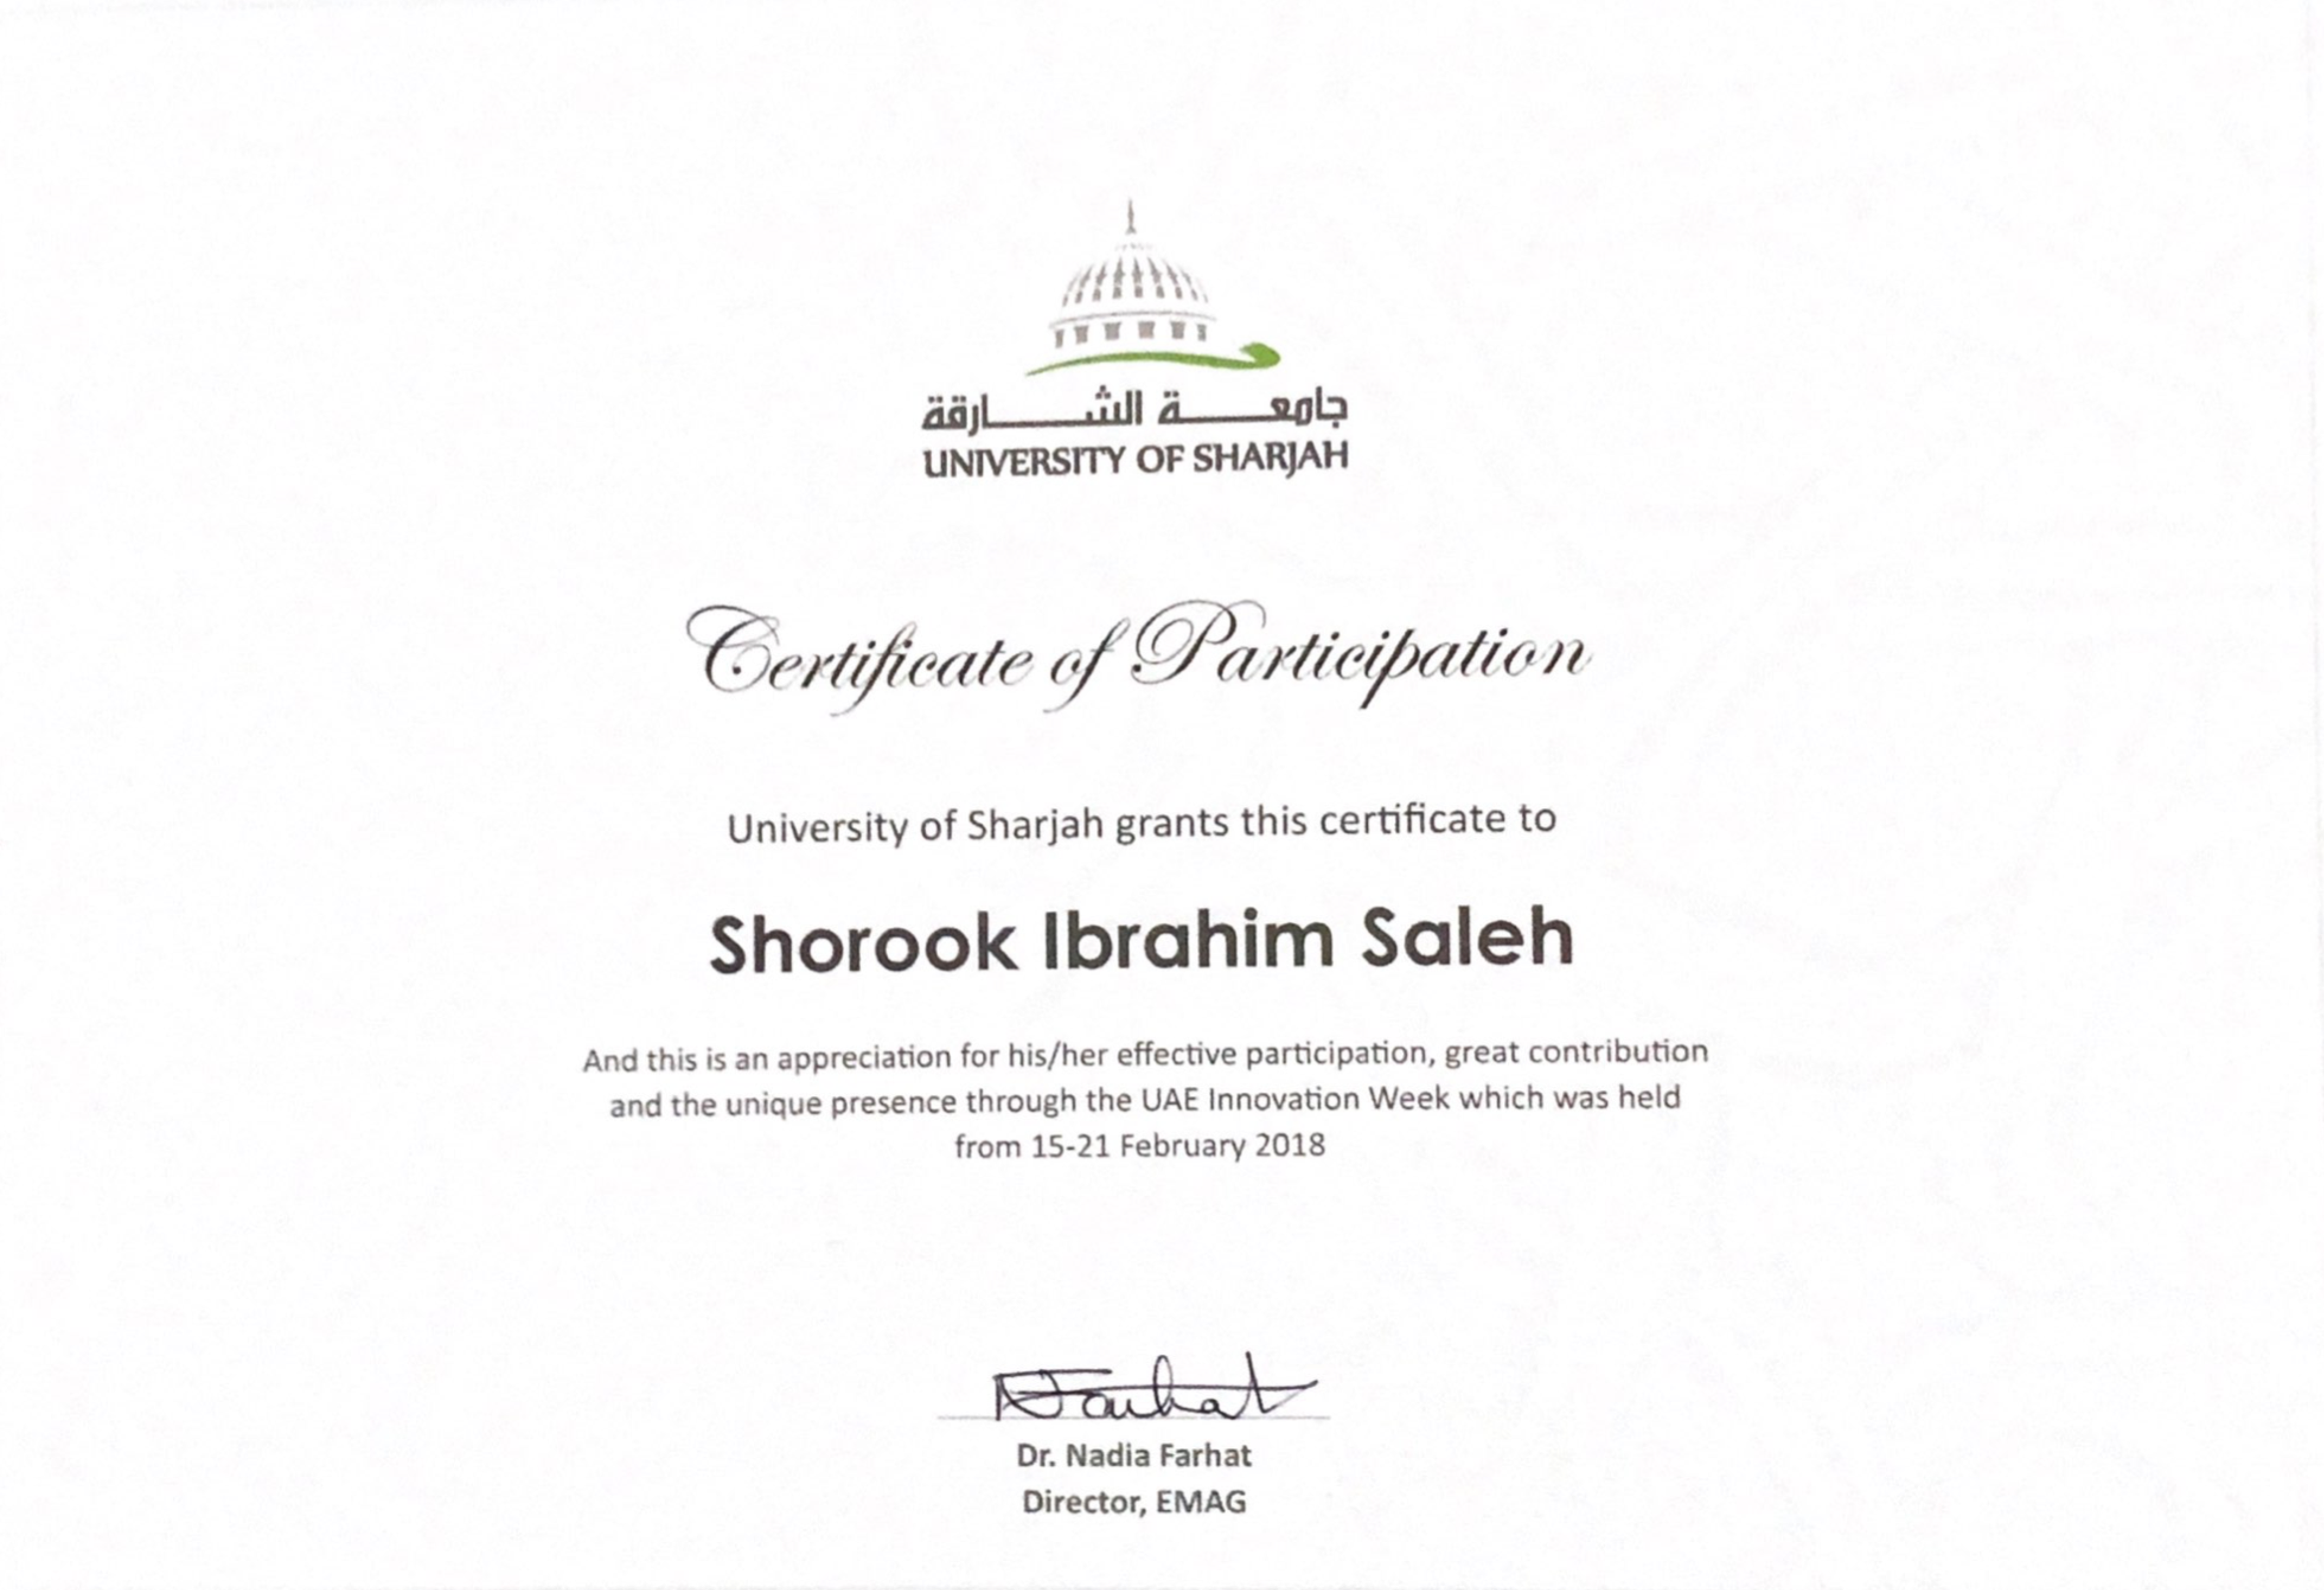 جامعة الشارقة
UNIVERSITY OF SHARJAH
Certificate of Participation
University of Sharjah grants this certificate to
Shorook Ibrahim Saleh
And this is an appreciation for his/her effective participation, great contribution
and the unique presence through the UAE Innovation Week which was held
from 15-21 February 2018
Farhat
Dr. Nadia Farhat
Director, EMAG